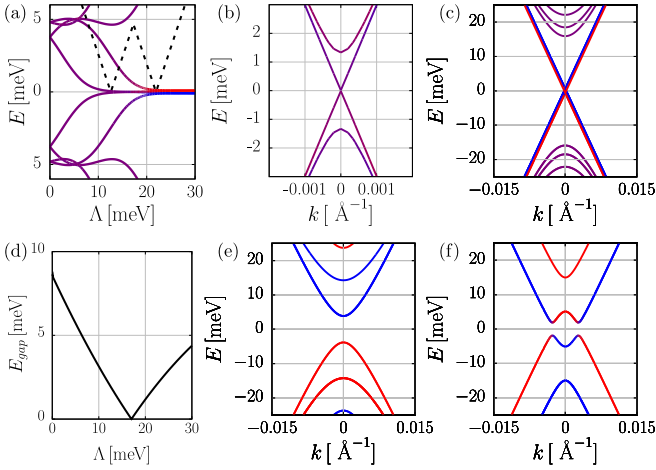 (a)
6
E [meV]
0
5
0 10 20 30
Λ [meV]
(b)
2
1
0
-1
-2
E [meV]
-0.001 0 0.001
k [ Å⁻¹]
(c)
20
10
0
−10
−20
E [meV]
−0.015 0 0.015
k [ Å⁻¹]
(d)
10
5
0
E_gap [meV]
0 10 20 30
Λ [meV]
(e)
20
10
0
−10
−20
E [meV]
−0.015 0 0.015
k [ Å⁻¹]
(f)
20
10
0
−10
−20
E [meV]
−0.015 0 0.015
k [ Å⁻¹]